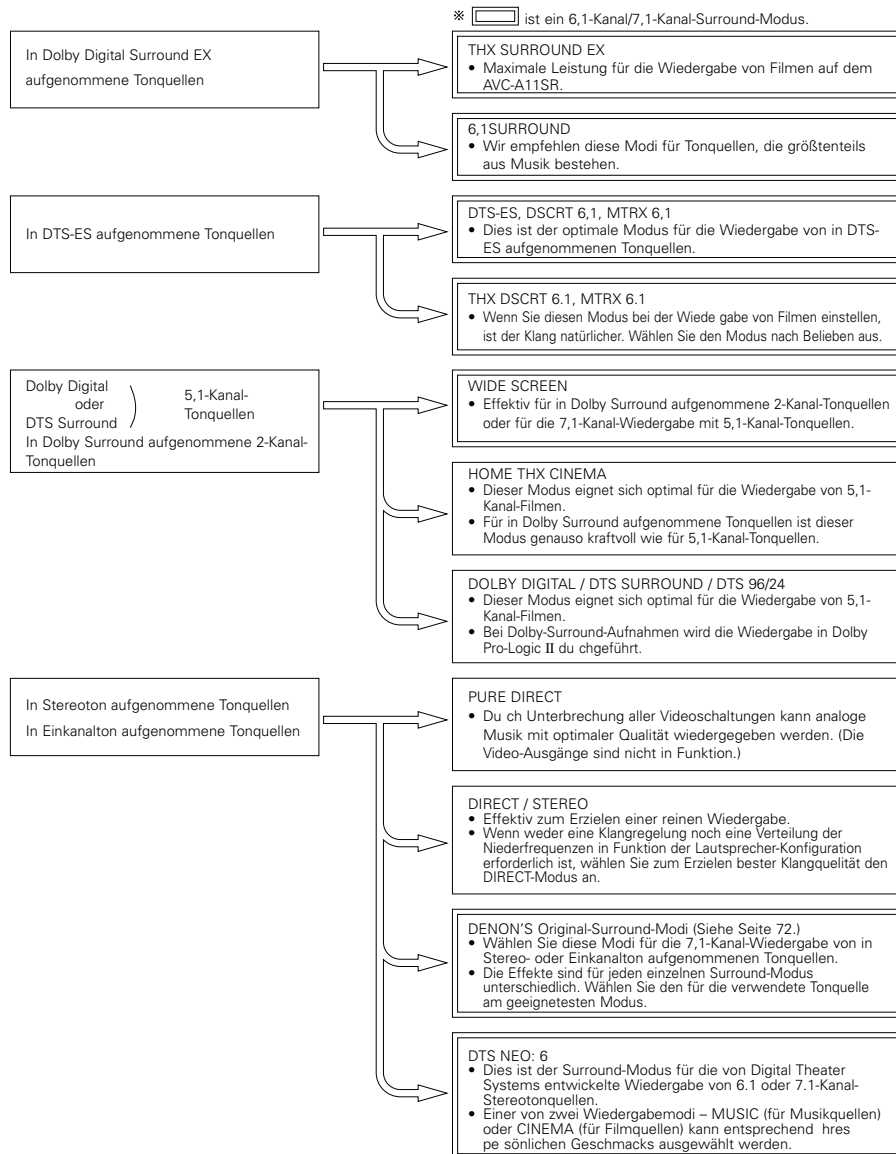 ※ ist ein 6,1-Kanal/7,1-Kanal-Surround-Modus.
In Dolby Digital Surround EX
aufgenommene Tonquellen
THX SURROUND EX
• Maximale Leistung für die Wiedergabe von Filmen auf dem
AVC-A11SR.
6,1SURROUND
• Wir empfehlen diese Modi für Tonquellen, die größtenteils
aus Musik bestehen.
In DTS-ES aufgenommene Tonquellen
DTS-ES, DSCRT 6,1, MTRX 6,1
• Dies ist der optimale Modus für die Wiedergabe von in DTS-
ES aufgenommenen Tonquellen.
THX DSCRT 6.1, MTRX 6.1
• Wenn Sie diesen Modus bei der Wiede gabe von Filmen einstellen,
ist der Klang natürlicher. Wählen Sie den Modus nach Belieben aus.
Dolby Digital
oder
DTS Surround
5,1-Kanal-
Tonquellen
In Dolby Surround aufgenommene 2-Kanal-
Tonquellen
WIDE SCREEN
• Effektiv für in Dolby Surround aufgenommene 2-Kanal-Tonquellen
oder für die 7,1-Kanal-Wiedergabe mit 5,1-Kanal-Tonquellen.
HOME THX CINEMA
• Dieser Modus eignet sich optimal für die Wiedergabe von 5,1-
Kanal-Filmen.
• Für in Dolby Surround aufgenommene Tonquellen ist dieser
Modus genauso kraftvoll wie für 5,1-Kanal-Tonquellen.
DOLBY DIGITAL / DTS SURROUND / DTS 96/24
• Dieser Modus eignet sich optimal für die Wiedergabe von 5,1-
Kanal-Filmen.
• Bei Dolby-Surround-Aufnahmen wird die Wiedergabe in Dolby
Pro-Logic II du chgeführt.
In Stereoton aufgenommene Tonquellen
In Einkanalton aufgenommene Tonquellen
PURE DIRECT
• Du ch Unterbrechung aller Videoschaltungen kann analoge
Musik mit optimaler Qualität wiedergegeben werden. (Die
Video-Ausgänge sind nicht in Funktion.)
DIRECT / STEREO
• Effektiv zum Erzielen einer reinen Wiedergabe.
• Wenn weder eine Klangregelung noch eine Verteilung der
Niederfrequenzen in Funktion der Lautsprecher-Konfiguration
erforderlich ist, wählen Sie zum Erzielen bester Klangquelität den
DIRECT-Modus an.
DENON'S Original-Surround-Modi (Siehe Seite 72.)
• Wählen Sie diese Modi für die 7,1-Kanal-Wiedergabe von in
Stereo- oder Einkanalton aufgenommenen Tonquellen.
• Die Effekte sind für jeden einzelnen Surround-Modus
unterschiedlich. Wählen Sie den für die verwendete Tonquelle
am geeignetesten Modus.
DTS NEO: 6
• Dies ist der Surround-Modus für die von Digital Theater
Systems entwickelte Wiedergabe von 6.1 oder 7.1-Kanal-
Stereotonquellen.
• Einer von zwei Wiedergabemodi – MUSIC (für Musikquellen)
oder CINEMA (für Filmquellen) kann entsprechend hres
pe sönlichen Geschmacks ausgewählt werden.